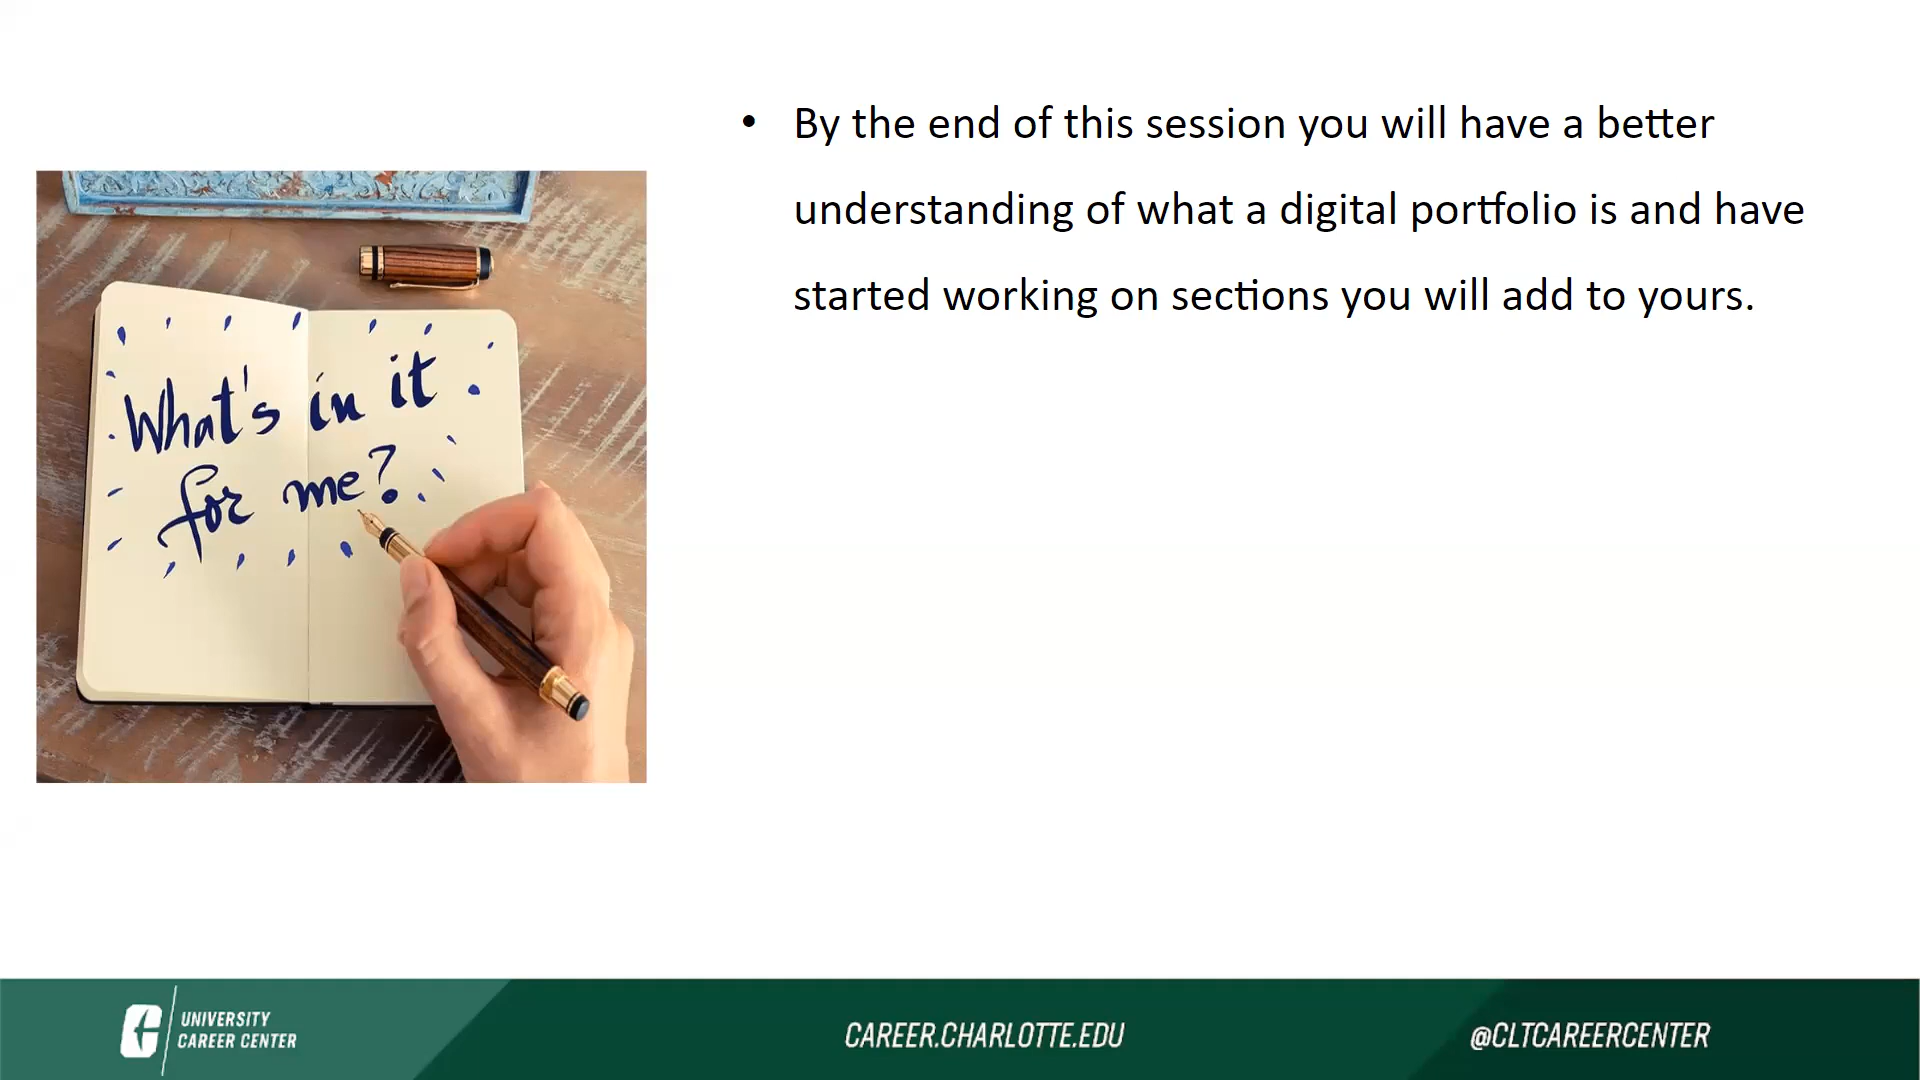 What's in it
for me?
• By the end of this session you will have a better
understanding of what a digital portfolio is and have
started working on sections you will add to yours.
UNIVERSITY
CAREER CENTER
CAREER.CHARLOTTE.EDU
@CLTCAREERCENTER